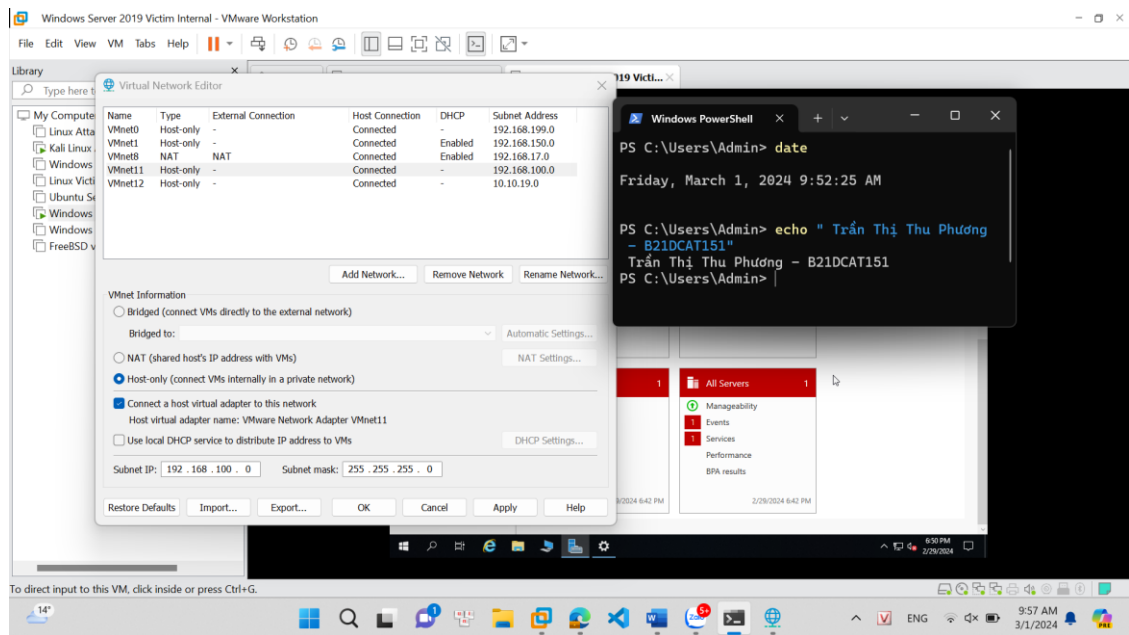 Windows Server 2019 Victim Internal - VMware Workstation
File Edit View VM Tabs Help
Library
Type here t
My Compute
Linux Atta
Kali Linux
Windows
Linux Victi
Ubuntu Se
Windows
Windows
FreeBSD v
019 Victi...
Virtual Network Editor
Name Type External Connection Host Connection DHCP Subnet Address
VMnet0 Host-only - Connected - 192.168.199.0
VMnet1 Host-only - Connected Enabled 192.168.150.0
VMnet8 NAT NAT Connected Enabled 192.168.17.0
VMnet11 Host-only - Connected - 192.168.100.0
VMnet12 Host-only - Connected - 10.10.19.0
Add Network... Remove Network Rename Network...
VMnet Information
Bridged (connect VMs directly to the external network)
Bridged to: Automatic Settings...
NAT (shared host's IP address with VMs) NAT Settings...
Host-only (connect VMs internally in a private network)
Connect a host virtual adapter to this network
Host virtual adapter name: VMware Network Adapter VMnet11
Use local DHCP service to distribute IP address to VMs DHCP Settings...
Subnet IP: 192 . 168 . 100 . 0 Subnet mask: 255 . 255 . 255 . 0
Restore Defaults Import... Export... OK Cancel Apply Help
Windows PowerShell
PS C:\Users\Admin> date
Friday, March 1, 2024 9:52:25 AM
PS C:\Users\Admin> echo " Trần Thị Thu Phương
– B21DCAT151"
Trần Thị Thu Phương – B21DCAT151
PS C:\Users\Admin>
1
All Servers 1
Manageability
1 Events
1 Services
Performance
BPA results
9/2024 6:42 PM
2/29/2024 6:42 PM
6:50 PM
2/29/2024
To direct input to this VM, click inside or press Ctrl+G.
14°
1
Zalo
5+
V
ENG
9:57 AM
3/1/2024
PRE